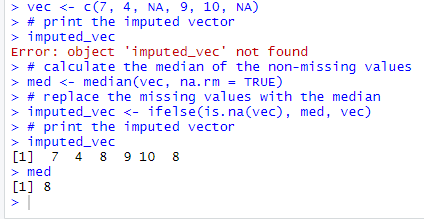 > vec <- c(7, 4, NA, 9, 10, NA)
> # print the imputed vector
> imputed_vec
Error: object 'imputed_vec' not found
> # calculate the median of the non-missing values
> med <- median(vec, na.rm = TRUE)
> # replace the missing values with the median
> imputed_vec <- ifelse(is.na(vec), med, vec)
> # print the imputed vector
> imputed_vec
[1]  7  4  8  9 10  8
> med
[1] 8
>